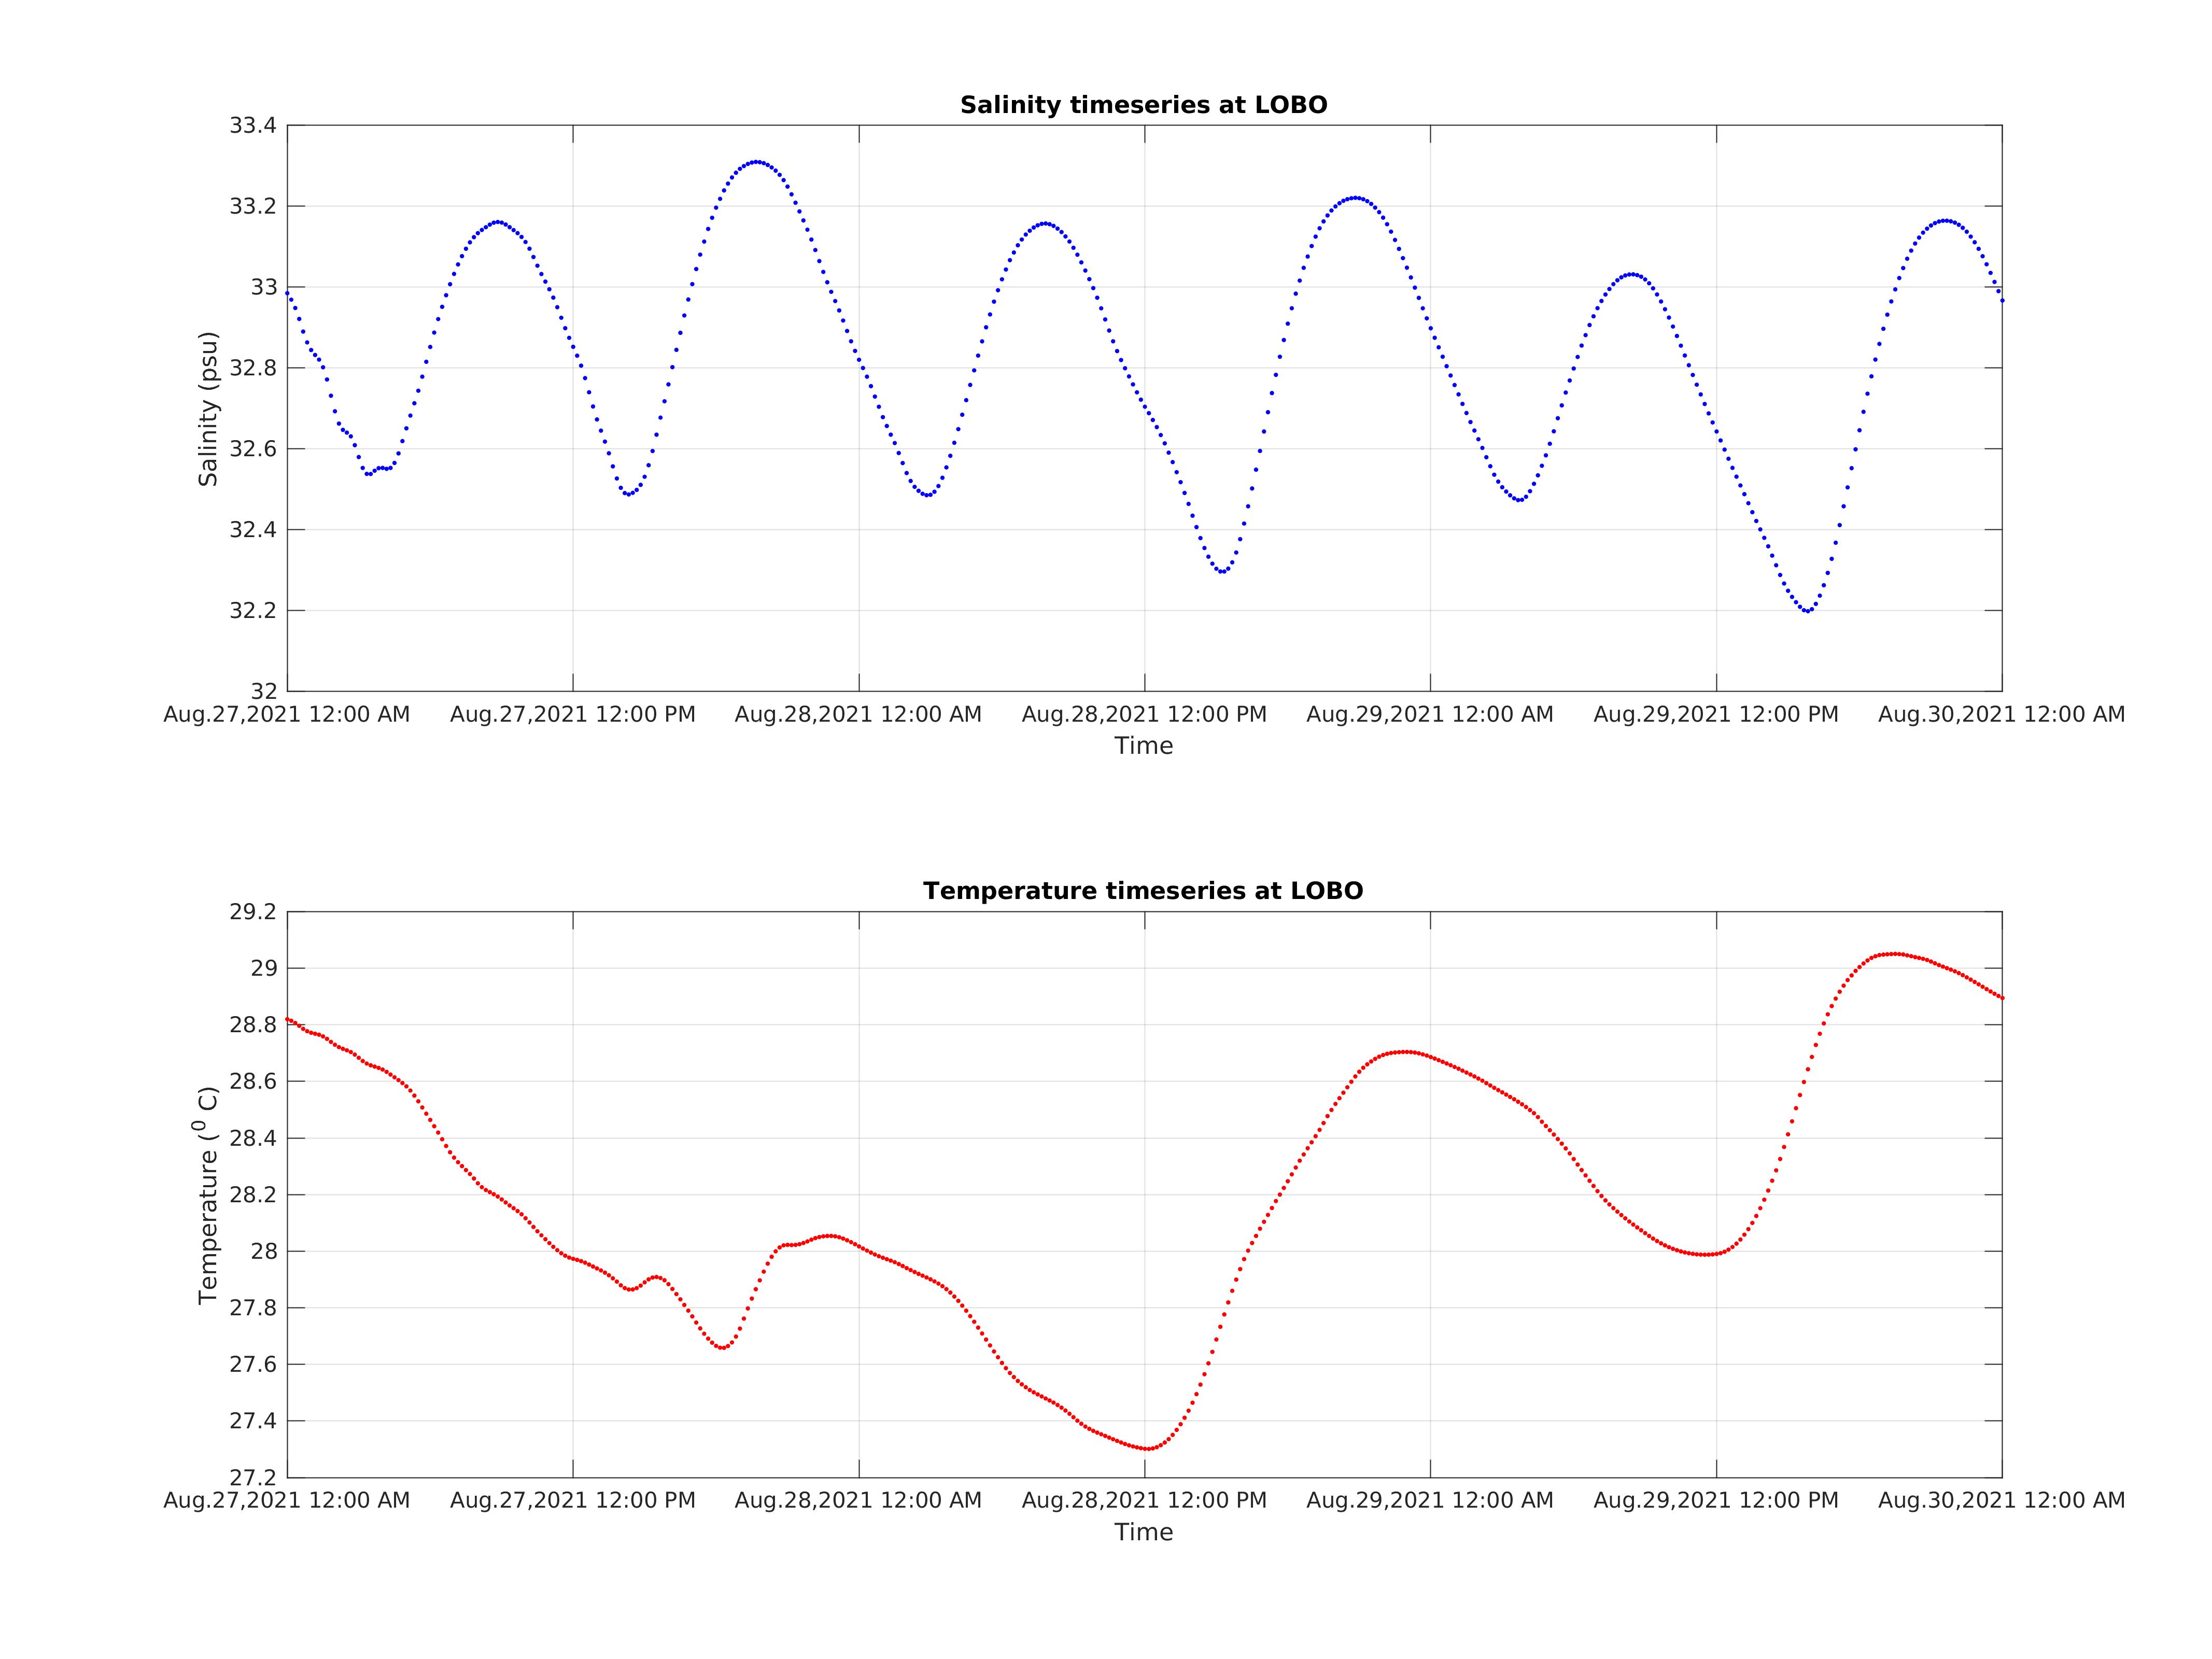 Salinity timeseries at LOBO
33.4
33.2
33
32.8
32.6
32.4
32.2
32
Salinity (psu)
Aug.27,2021 12:00 AM Aug.27,2021 12:00 PM Aug.28,2021 12:00 AM Aug.28,2021 12:00 PM Aug.29,2021 12:00 AM Aug.29,2021 12:00 PM Aug.30,2021 12:00 AM
Time
Temperature timeseries at LOBO
29.2
29
28.8
28.6
28.4
28.2
28
27.8
27.6
27.4
27.2
Temperature (⁰ C)
Aug.27,2021 12:00 AM Aug.27,2021 12:00 PM Aug.28,2021 12:00 AM Aug.28,2021 12:00 PM Aug.29,2021 12:00 AM Aug.29,2021 12:00 PM Aug.30,2021 12:00 AM
Time